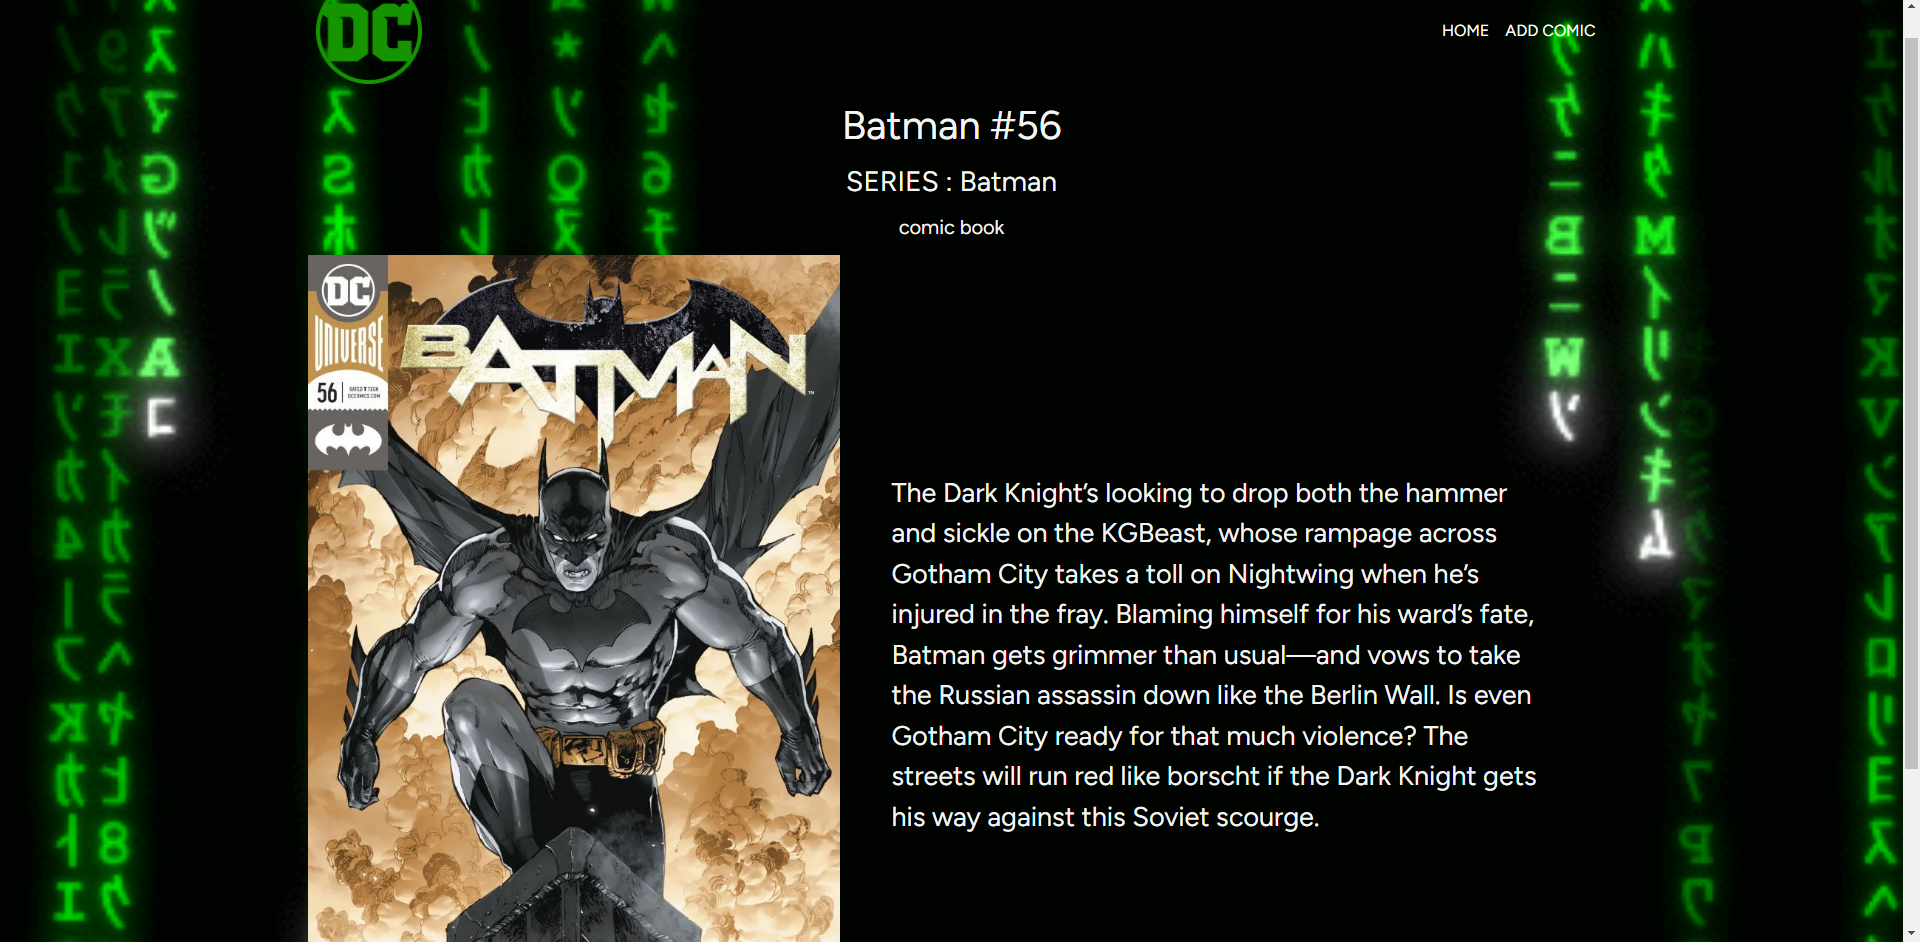 DC
HOME ADD COMIC
Batman #56
SERIES : Batman
comic book
DC
UNIVERSE
56
RATED T TEEN
DCCOMICS.COM
BATMAN
The Dark Knight’s looking to drop both the hammer
and sickle on the KGBeast, whose rampage across
Gotham City takes a toll on Nightwing when he’s
injured in the fray. Blaming himself for his ward’s fate,
Batman gets grimmer than usual—and vows to take
the Russian assassin down like the Berlin Wall. Is even
Gotham City ready for that much violence? The
streets will run red like borscht if the Dark Knight gets
his way against this Soviet scourge.